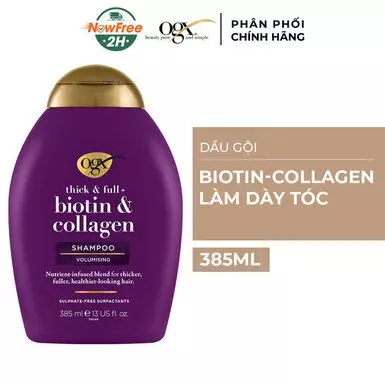 NowFree
2H
ogx
beauty pure and simple
PHÂN PHỐI
CHÍNH HÃNG
ogx
thick & full+
biotin &
collagen
SHAMPOO
VOLUMISING
Nutrient-infused blend for thicker,
fuller, healthier-looking hair.
SULPHATE-FREE SURFACTANTS
385 ml e 13 US fl. oz.
DẦU GỘI
BIOTIN-COLLAGEN
LÀM DÀY TÓC
385ML